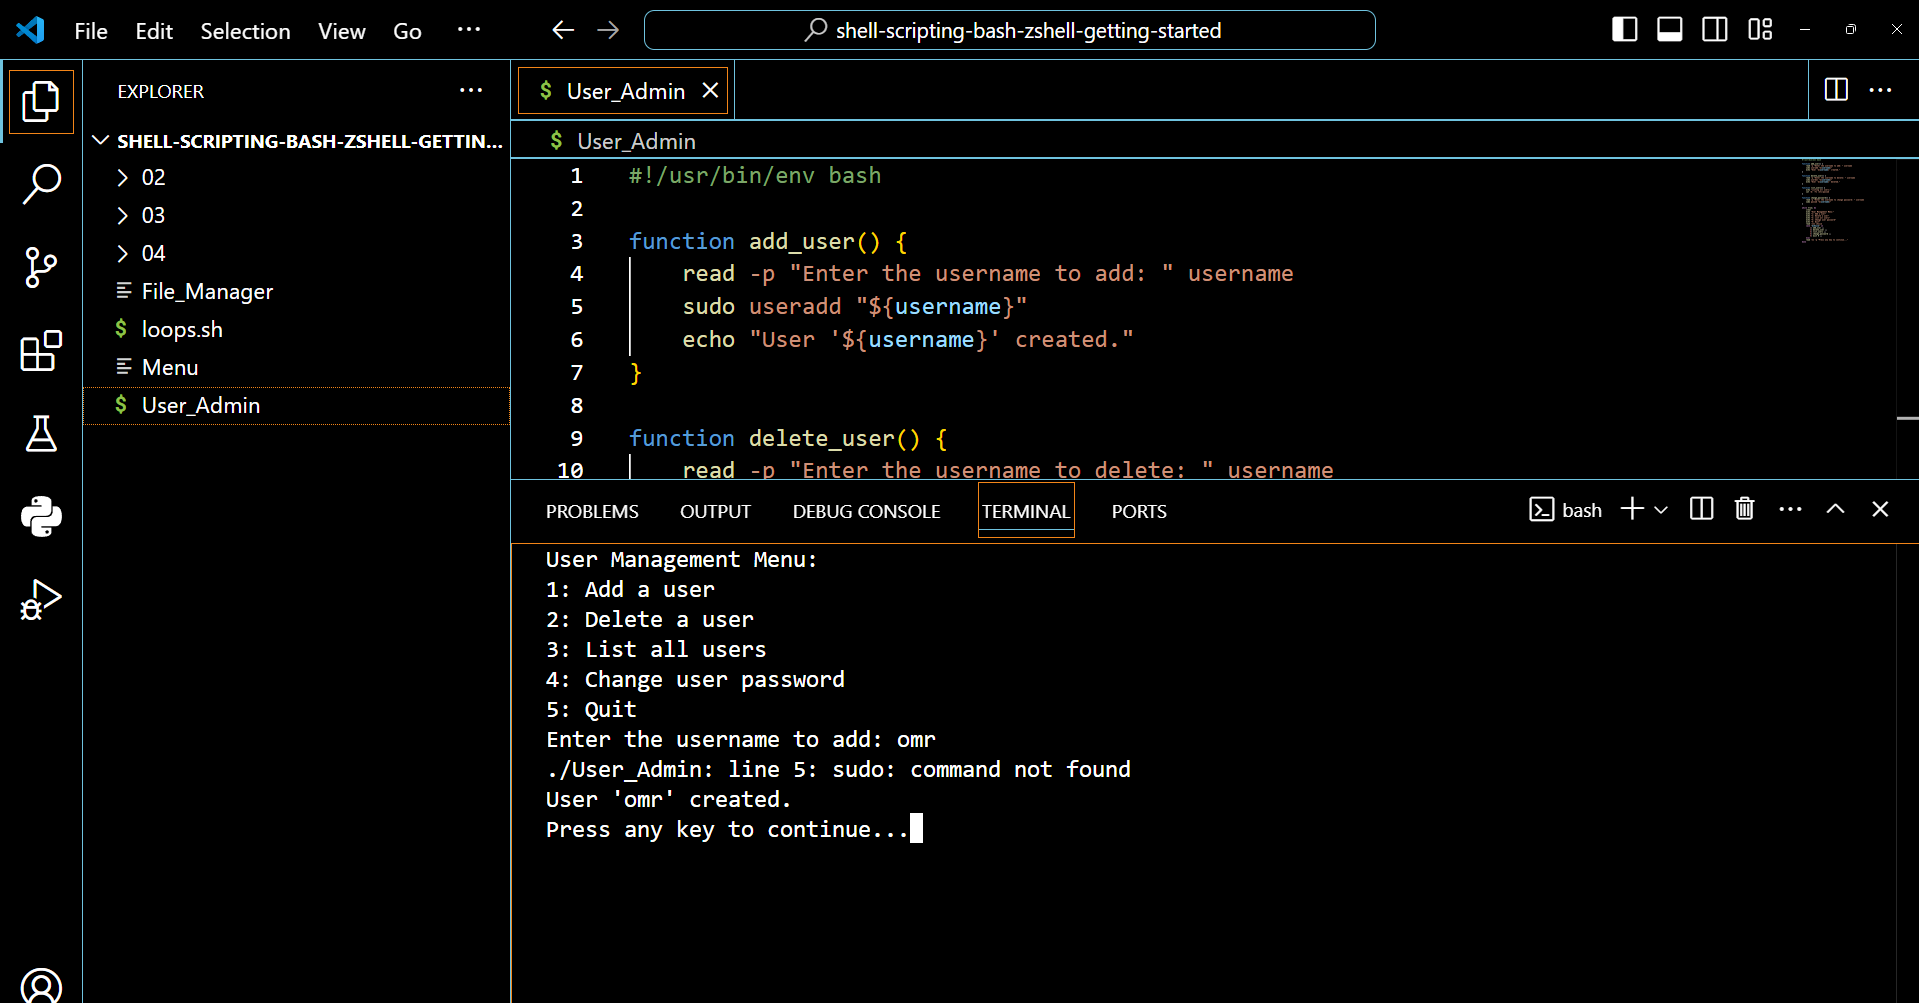 File Edit Selection View Go ···
shell-scripting-bash-zshell-getting-started
EXPLORER
SHELL-SCRIPTING-BASH-ZSHELL-GETTIN...
02
03
04
File_Manager
$ loops.sh
Menu
$ User_Admin
$ User_Admin
$ User_Admin
1 #!/usr/bin/env bash
2
3 function add_user() {
4 read -p "Enter the username to add: " username
5 sudo useradd "${username}"
6 echo "User '${username}' created."
7 }
8
9 function delete_user() {
10 read -p "Enter the username to delete: " username
PROBLEMS OUTPUT DEBUG CONSOLE TERMINAL PORTS
bash
User Management Menu:
1: Add a user
2: Delete a user
3: List all users
4: Change user password
5: Quit
Enter the username to add: omr
./User_Admin: line 5: sudo: command not found
User 'omr' created.
Press any key to continue...